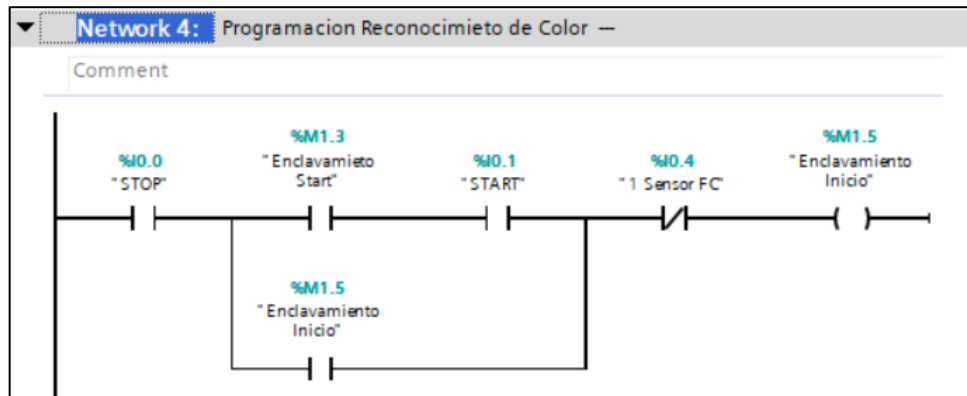 Network 4: Programacion Reconocimieto de Color —
Comment
%I0.0
"STOP"
%M1.3
"Enclavamieto
Start"
%I0.1
"START"
%I0.4
"1 Sensor FC"
%M1.5
"Enclavamiento
Inicio"
%M1.5
"Enclavamiento
Inicio"